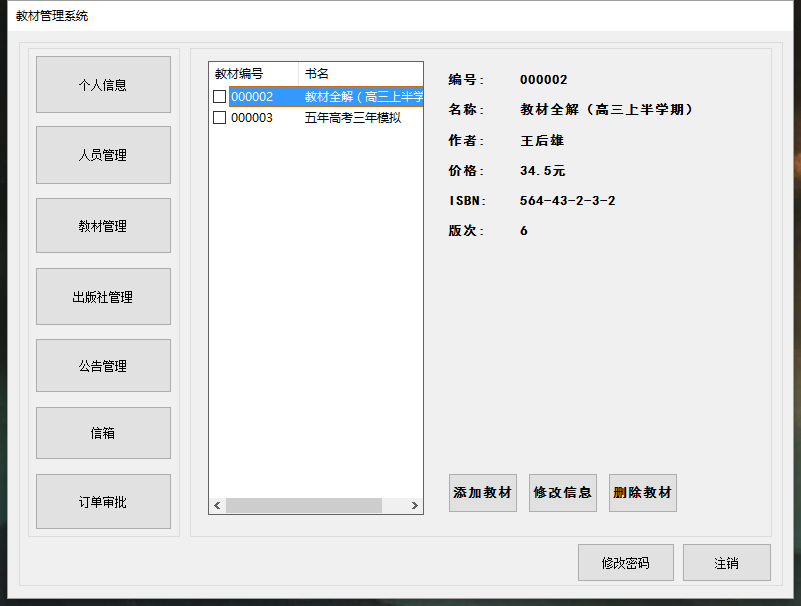 教材管理系统
个人信息
人员管理
教材管理
出版社管理
公告管理
信箱
订单审批
教材编号 书名
000002 教材全解（高三上半学
000003 五年高考三年模拟
编号： 000002
名称： 教材全解（高三上半学期）
作者： 王后雄
价格： 34.5元
ISBN： 564-43-2-3-2
版次： 6
添加教材 修改信息 删除教材
修改密码 注销